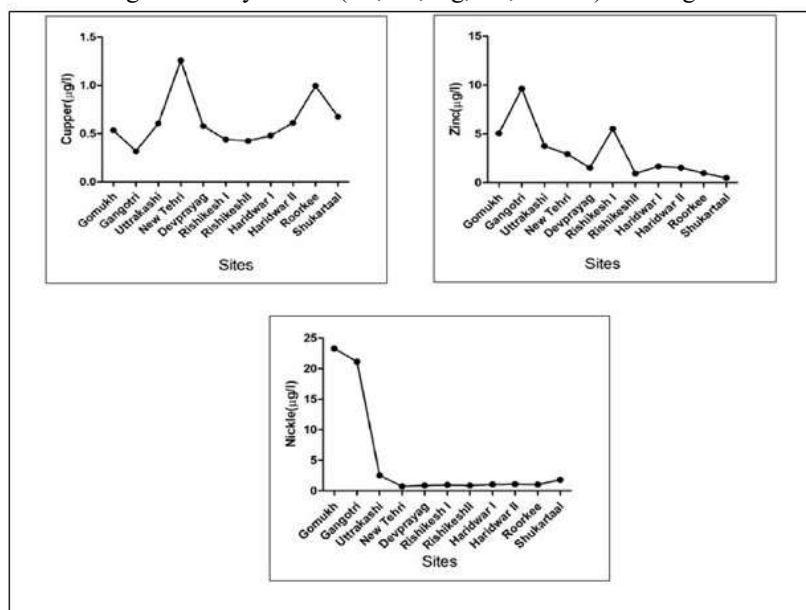 Cupper(µg/l)
1.5
1.0
0.5
0.0
Gomukh
Gangotri
Uttrakashi
New Tehri
Devprayag
Rishikesh I
RishikeshII
Haridwar I
Haridwar II
Roorkee
Shukartaal
Sites
Zinc(µg/l)
15
10
5
0
Gomukh
Gangotri
Uttrakashi
New Tehri
Devprayag
Rishikesh I
RishikeshII
Haridwar I
Haridwar II
Roorkee
Shukartaal
Sites
Nickle(µg/l)
25
20
15
10
5
0
Gomukh
Gangotri
Uttrakashi
New Tehri
Devprayag
Rishikesh I
RishikeshII
Haridwar I
Haridwar II
Roorkee
Shukartaal
Sites